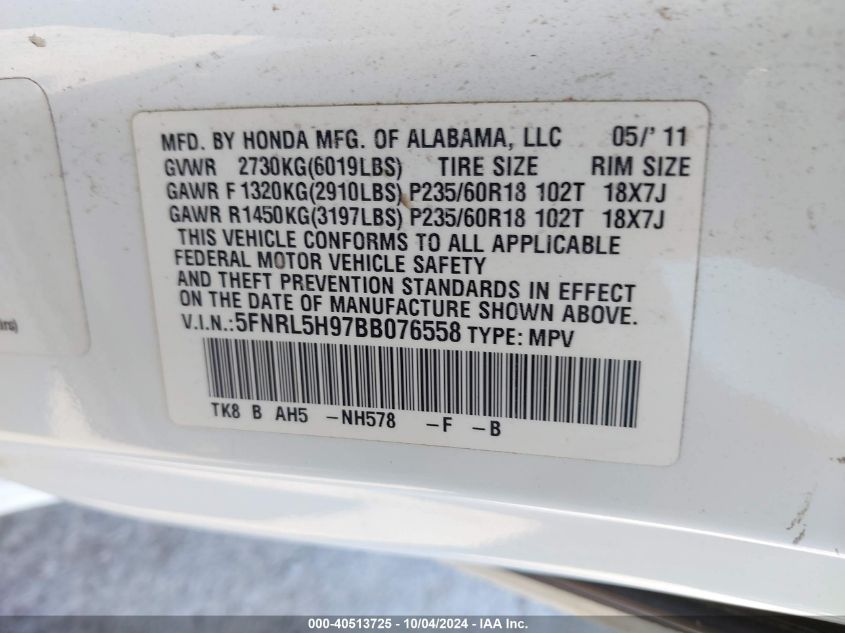 MFD. BY HONDA MFG. OF ALABAMA, LLC 05/' 11
GVWR 2730KG(6019LBS) TIRE SIZE RIM SIZE
GAWR F 1320KG(2910LBS) P235/60R18 102T 18X7J
GAWR R1450KG(3197LBS) P235/60R18 102T 18X7J
THIS VEHICLE CONFORMS TO ALL APPLICABLE
FEDERAL MOTOR VEHICLE SAFETY
AND THEFT PREVENTION STANDARDS IN EFFECT
ON THE DATE OF MANUFACTURE SHOWN ABOVE.
V.I.N.:5FNRL5H97BB076558 TYPE: MPV
TK8 B AH5 -NH578 -F -B
000-40513725 - 10/04/2024 - IAA Inc.